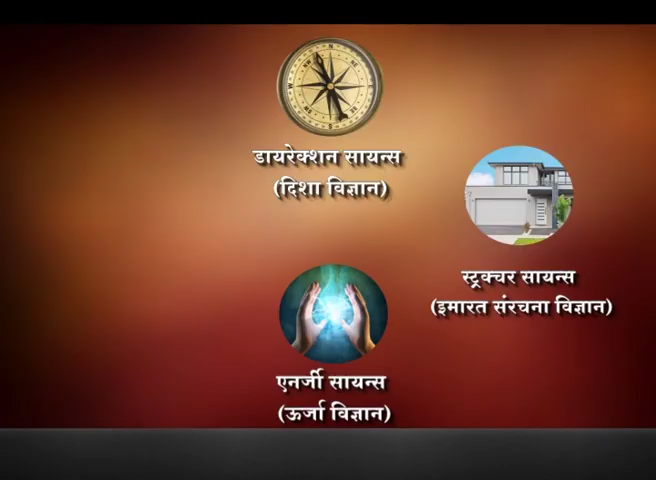 डायरेक्शन सायन्स
(दिशा विज्ञान)
स्ट्रक्चर सायन्स
(इमारत संरचना विज्ञान)
एनर्जी सायन्स
(ऊर्जा विज्ञान)